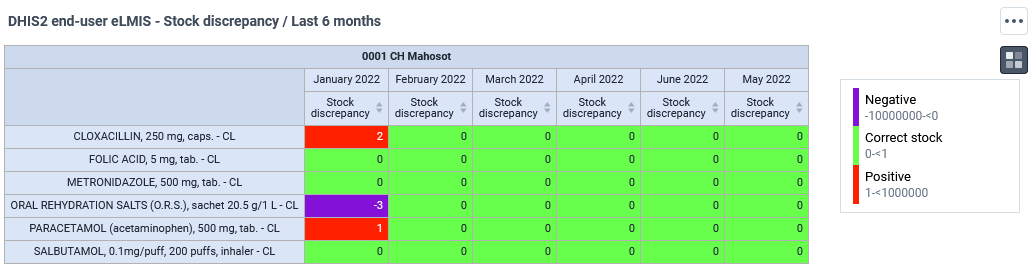 DHIS2 end-user eLMIS - Stock discrepancy / Last 6 months
0001 CH Mahosot
January 2022 February 2022 March 2022 April 2022 June 2022 May 2022
Stock discrepancy Stock discrepancy Stock discrepancy Stock discrepancy Stock discrepancy Stock discrepancy
CLOXACILLIN, 250 mg, caps. - CL 2 0 0 0 0 0
FOLIC ACID, 5 mg, tab. - CL 0 0 0 0 0 0
METRONIDAZOLE, 500 mg, tab. - CL 0 0 0 0 0 0
ORAL REHYDRATION SALTS (O.R.S.), sachet 20.5 g/1 L - CL -3 0 0 0 0 0
PARACETAMOL (acetaminophen), 500 mg, tab. - CL 1 0 0 0 0 0
SALBUTAMOL, 0.1mg/puff, 200 puffs, inhaler - CL 0 0 0 0 0 0
Negative
-10000000-<0
Correct stock
0-<1
Positive
1-<1000000